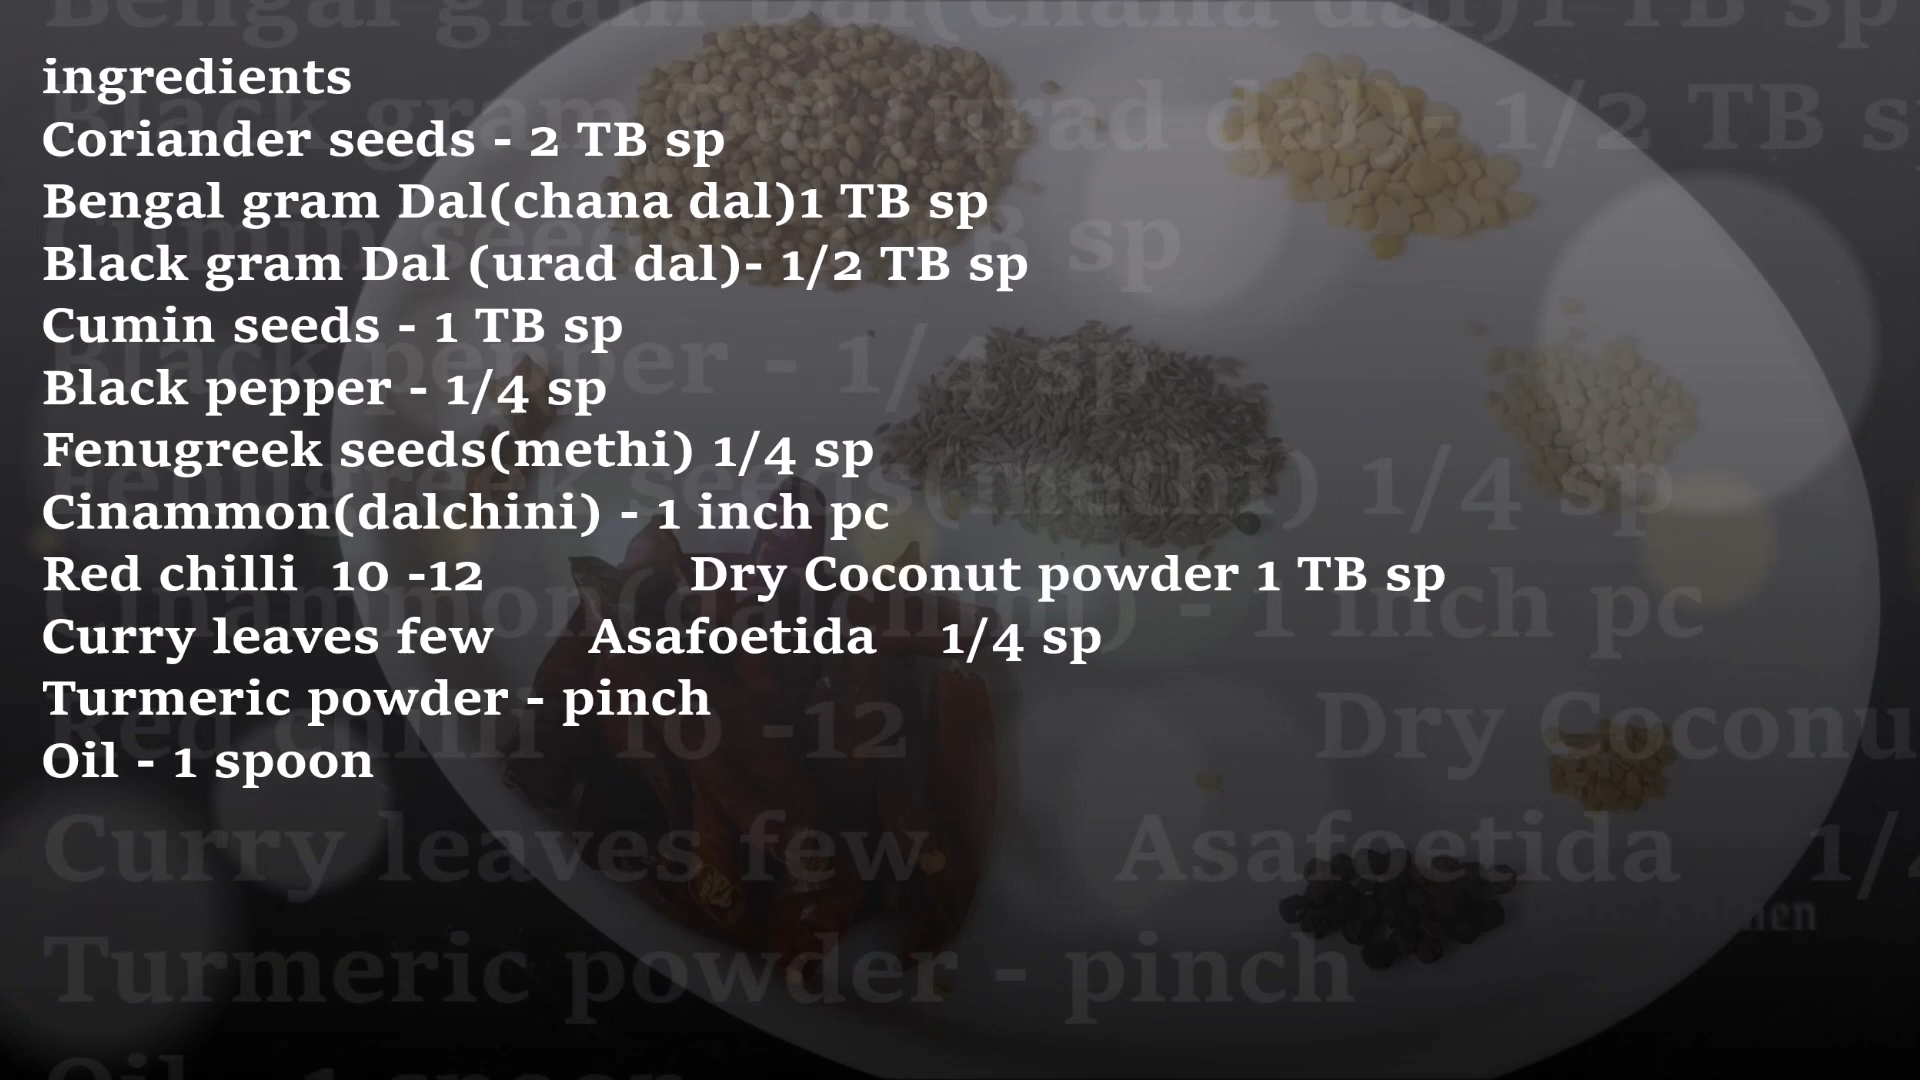 ingredients
Coriander seeds - 2 TB sp
Bengal gram Dal(chana dal)1 TB sp
Black gram Dal (urad dal)- 1/2 TB sp
Cumin seeds - 1 TB sp
Black pepper - 1/4 sp
Fenugreek seeds(methi) 1/4 sp
Cinammon(dalchini) - 1 inch pc
Red chilli 10 -12 Dry Coconut powder 1 TB sp
Curry leaves few Asafoetida 1/4 sp
Turmeric powder - pinch
Oil - 1 spoon